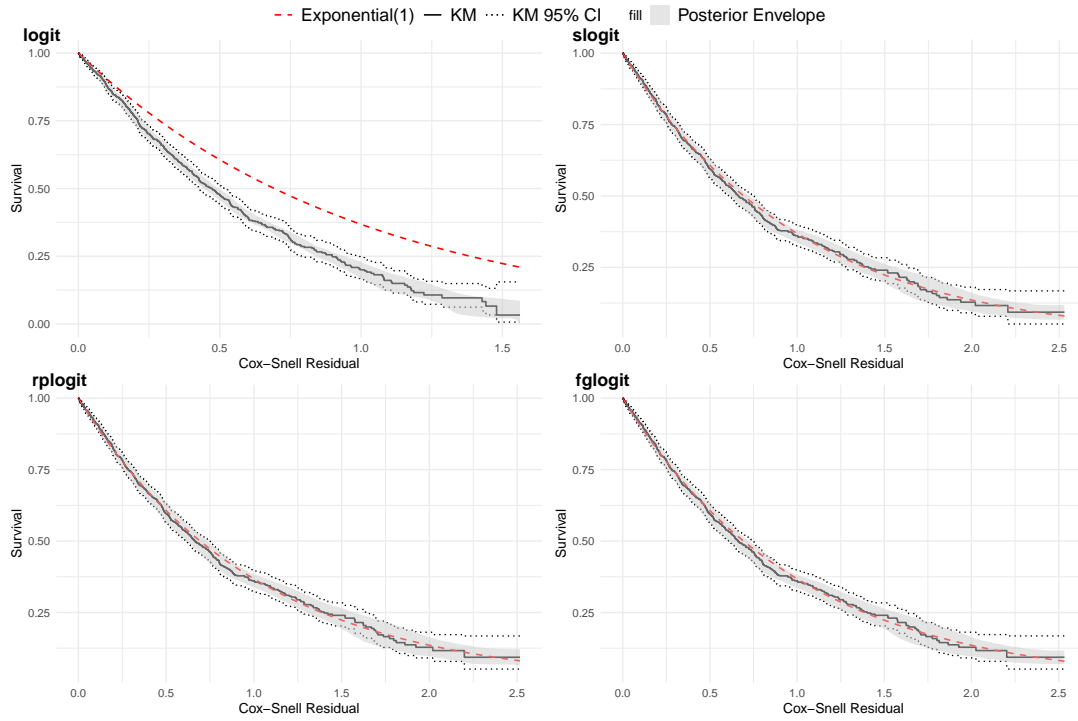 Exponential(1) KM KM 95% CI fill Posterior Envelope
logit
1.00
0.75
0.50
0.25
0.00
Survival
0.0 0.5 1.0 1.5
Cox−Snell Residual
slogit
1.00
0.75
0.50
0.25
Survival
0.0 0.5 1.0 1.5 2.0 2.5
Cox−Snell Residual
rplogit
1.00
0.75
0.50
0.25
Survival
0.0 0.5 1.0 1.5 2.0 2.5
Cox−Snell Residual
fglogit
1.00
0.75
0.50
0.25
Survival
0.0 0.5 1.0 1.5 2.0 2.5
Cox−Snell Residual